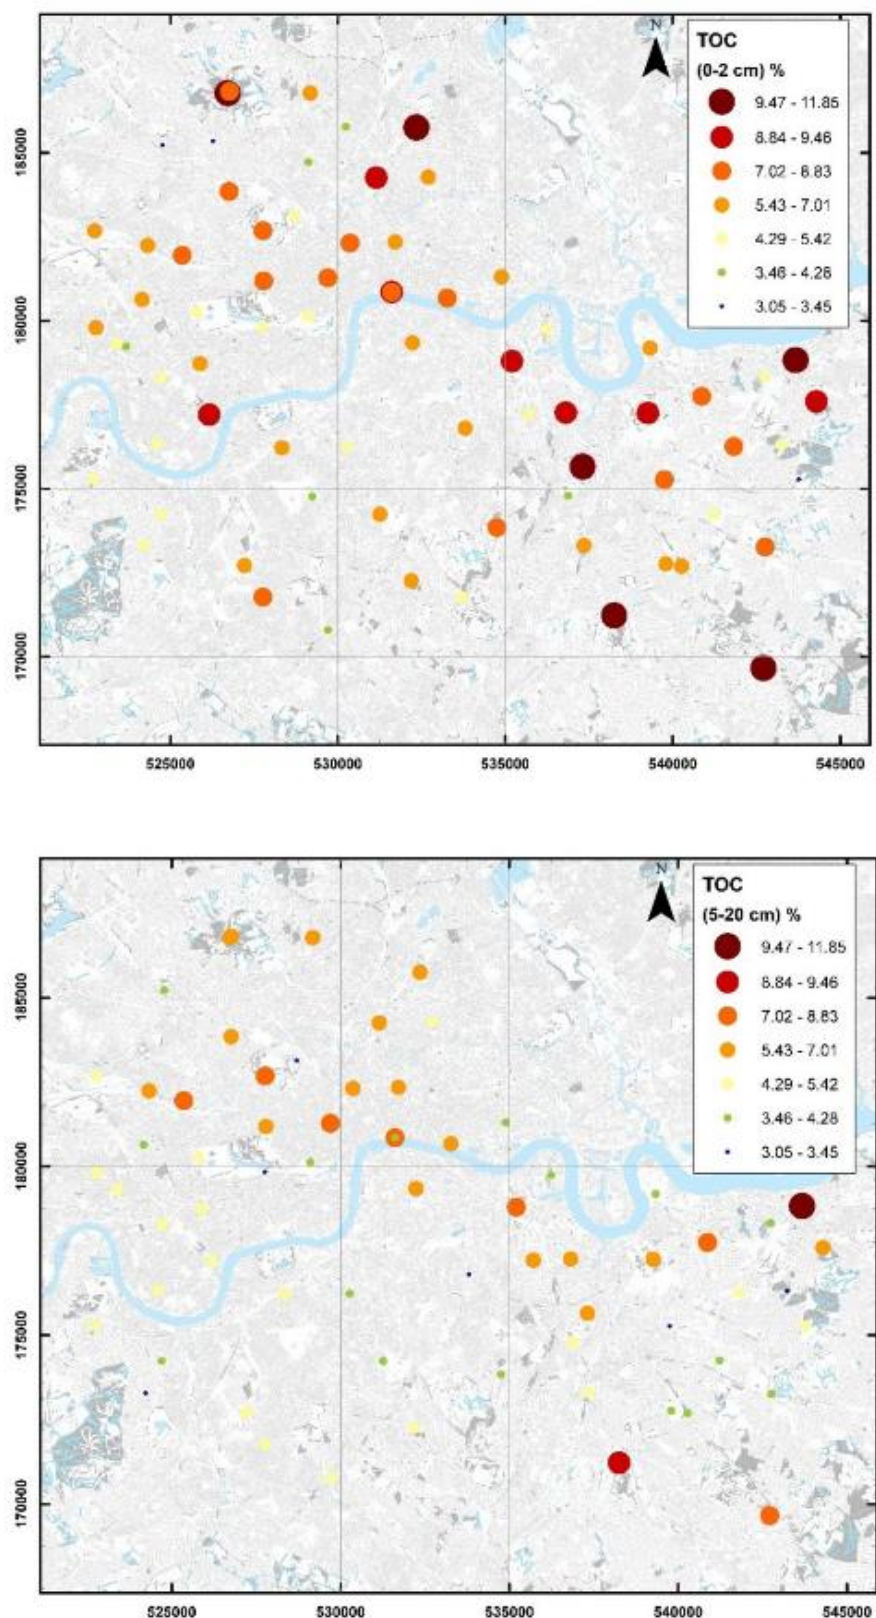 N
TOC
(0-2 cm) %
9.47 - 11.85
8.84 - 9.46
7.02 - 8.83
5.43 - 7.01
4.29 - 5.42
3.46 - 4.28
3.05 - 3.45
185000
180000
175000
170000
525000 530000 535000 540000 545000
N
TOC
(5-20 cm) %
9.47 - 11.85
8.84 - 9.46
7.02 - 8.83
5.43 - 7.01
4.29 - 5.42
3.46 - 4.28
3.05 - 3.45
185000
180000
175000
170000
525000 530000 535000 540000 545000